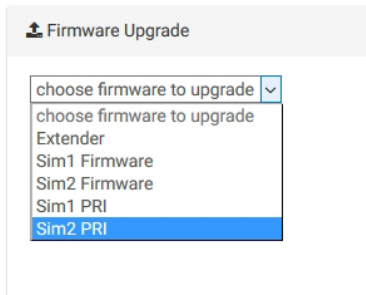 Firmware Upgrade
choose firmware to upgrade
choose firmware to upgrade
Extender
Sim1 Firmware
Sim2 Firmware
Sim1 PRI
Sim2 PRI